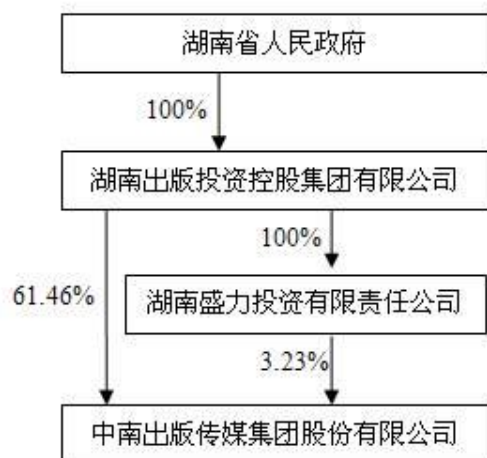 湖南省人民政府
100%
湖南出版投资控股集团有限公司
100%
61.46%
湖南盛力投资有限责任公司
3.23%
中南出版传媒集团股份有限公司